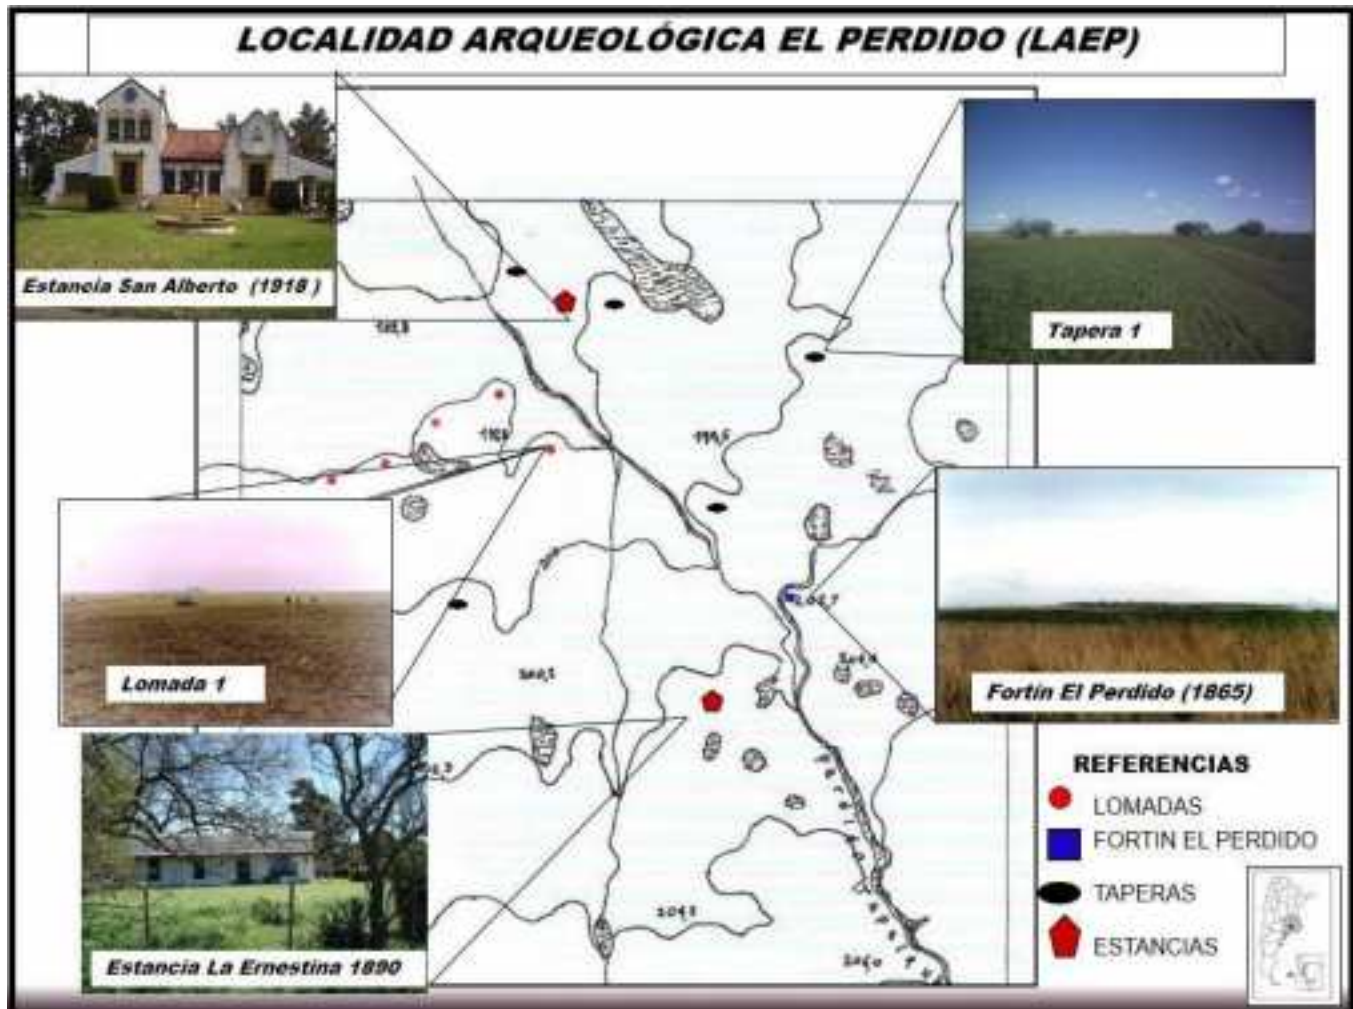 LOCALIDAD ARQUEOLÓGICA EL PERDIDO (LAEP)
Estancia San Alberto (1918 )
Tapera 1
Lomada 1
Fortín El Perdido (1865)
Estancia La Ernestina 1890
REFERENCIAS
LOMADAS
FORTIN EL PERDIDO
TAPERAS
ESTANCIAS